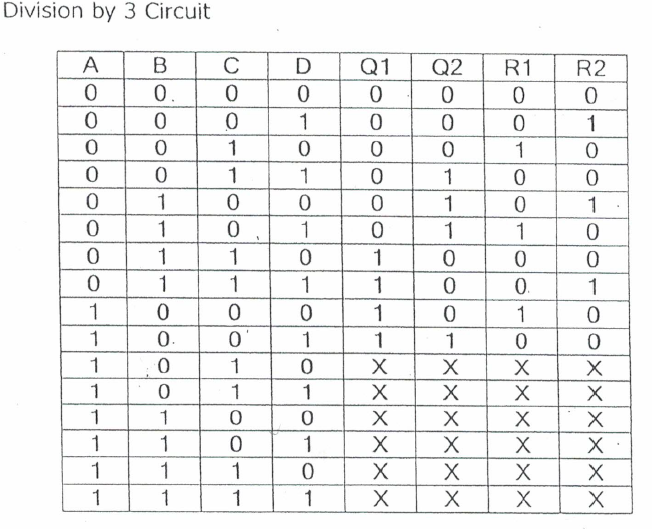 Division by 3 Circuit
A B C D Q1 Q2 R1 R2
0 0 0 0 0 0 0 0
0 0 0 1 0 0 0 1
0 0 1 0 0 0 1 0
0 0 1 1 0 1 0 0
0 1 0 0 0 1 0 1
0 1 0 1 0 1 1 0
0 1 1 0 1 0 0 0
0 1 1 1 1 0 0 1
1 0 0 0 1 0 1 0
1 0 0 1 1 1 0 0
1 0 1 0 X X X X
1 0 1 1 X X X X
1 1 0 0 X X X X
1 1 0 1 X X X X
1 1 1 0 X X X X
1 1 1 1 X X X X